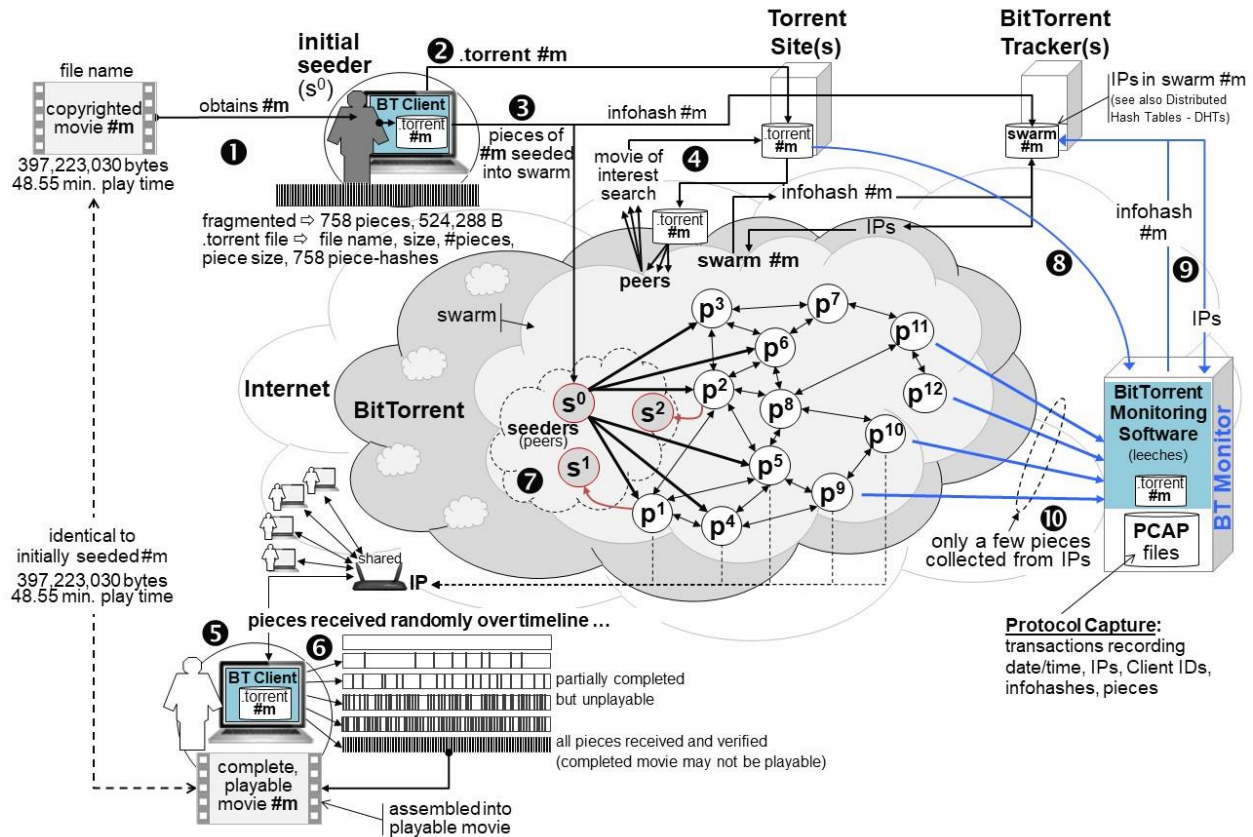 initial
seeder
(s⁰)
❷ .torrent #m
Torrent
Site(s)
BitTorrent
Tracker(s)
file name
copyrighted
movie #m
obtains #m
❶
397,223,030 bytes
48.55 min. play time
BT Client
.torrent
#m
❸
pieces of
#m seeded
into swarm
infohash #m
.torrent
#m
swarm
#m
IPs in swarm #m
(see also Distributed
Hash Tables - DHTs)
movie of
interest
search
❹
.torrent
#m
infohash #m
IPs
infohash
#m
fragmented ⇨ 758 pieces, 524,288 B
.torrent file ⇨ file name, size, #pieces,
piece size, 758 piece-hashes
peers
swarm #m
❽
❾
IPs
swarm
Internet
BitTorrent
p³
p⁷
p⁶
p¹¹
p²
p¹²
s⁰
s²
p⁸
seeders
(peers)
p¹⁰
s¹
❼
p⁵
p⁹
p¹
p⁴
BitTorrent
Monitoring
Software
(leeches)
.torrent
#m
BT Monitor
PCAP
files
❿
only a few pieces
collected from IPs
shared
IP
identical to
initially seeded #m
397,223,030 bytes
48.55 min. play time
Protocol Capture:
transactions recording
date/time, IPs, Client IDs,
infohashes, pieces
pieces received randomly over timeline …
❺
❻
BT Client
.torrent
#m
partially completed
but unplayable
all pieces received and verified
(completed movie may not be playable)
complete,
playable
movie #m
assembled into
playable movie